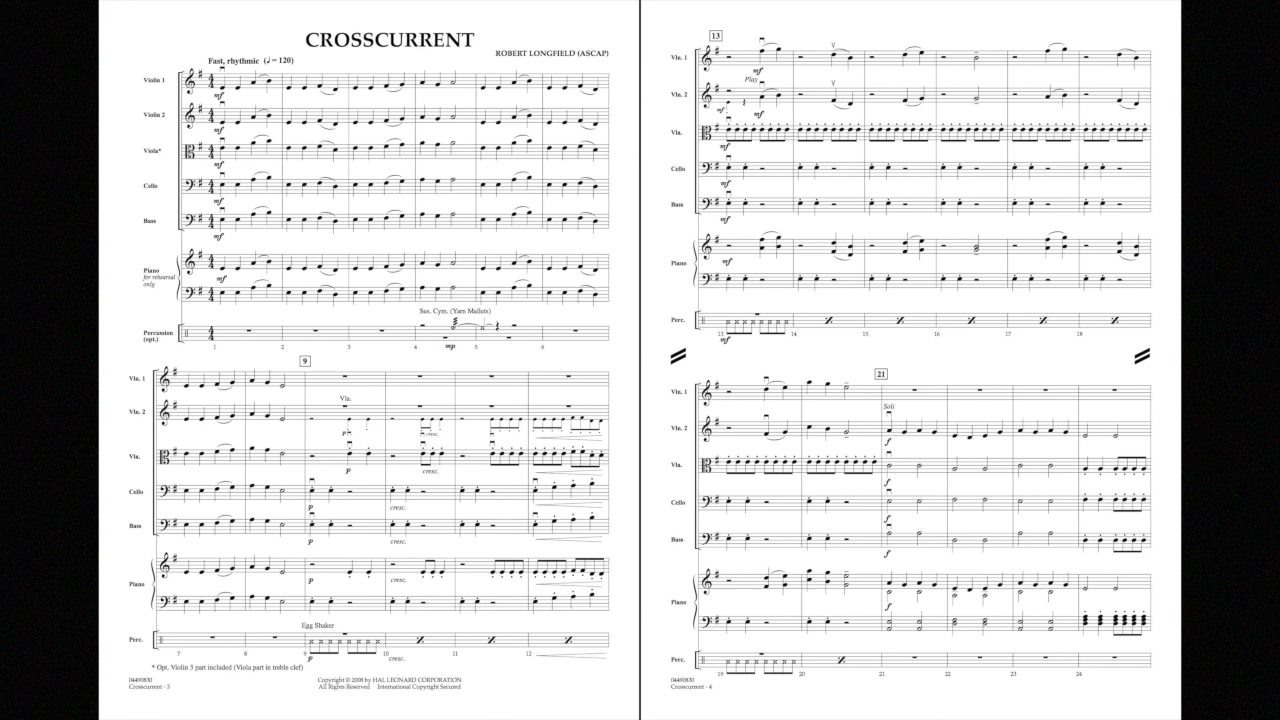 CROSSCURRENT
ROBERT LONGFIELD (ASCAP)
Fast, rhythmic (♩ = 120)
Violin 1
mf
Violin 2
mf
Viola*
mf
Cello
mf
Bass
mf
Piano
for rehearsal
only
mf
Sus. Cym. (Yarn Mallets)
Percussion
(opt.)
mp
1 2 3 4 5 6
9
Vln. 1
Vln. 2
Vla.
p cresc.
Vla.
p cresc.
Cello
p cresc.
Bass
p cresc.
Piano
p cresc.
Egg Shaker
Perc.
p cresc.
7 8 9 10 11 12
* Opt. Violin 3 part included (Viola part in treble clef)
04490830
Crosscurrent - 3
Copyright © 2008 by HAL LEONARD CORPORATION
All Rights Reserved International Copyright Secured
13
Vln. 1
mf
Play
Vln. 2
mf mf
Vla.
mf
Cello
mf
Bass
mf
Piano
mf
Perc.
mf
13 14 15 16 17 18
21
Vln. 1
Soli
Vln. 2
f
Vla.
f
Cello
f
Bass
f
Piano
f
Perc.
19 20 21 22 23 24
04490830
Crosscurrent - 4